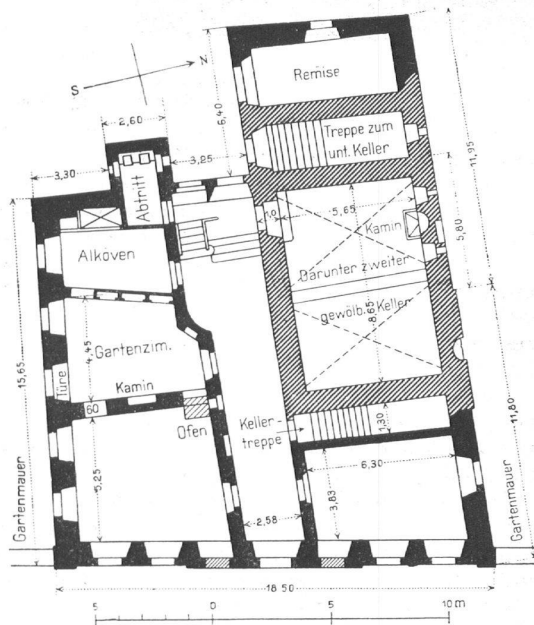 S
N
Remise
2,60
6,40
Treppe zum
unt. Keller
11,95
3,30
3,25
Abtritt
1,0
5,65
Kamin
5,80
Alkoven
Darunter zweiter
gewölb. Keller
8,65
15,65
4,45
Gartenzim.
Türe
Kamin
60
Ofen
Keller-
treppe
1,30
11,80
5,25
6,30
3,83
2,58
Gartenmauer
Gartenmauer
18,50
5
0
5
10 m